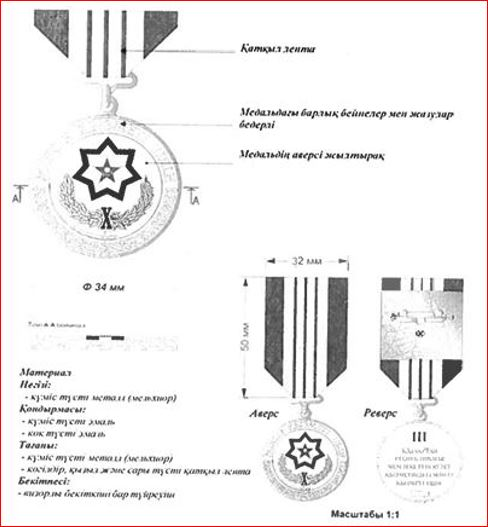 Қатқыл лента
Медальдағы барлық бейнелер мен жазулар
бедерлі
Медальдің аверсі жылтырақ
А
А
X
Ф 34 мм
32 мм
50 мм
Аверс
Реверс
X
III
Материал
Негізі:
- күміс түсті металл (мельхиор)
Қондырмасы:
- күміс түсті эмаль
- көк түсті эмаль
Тағаны:
- күміс түсті металл (мельхиор)
- көгілдір, қызыл және сары түсті қатқыл лента
Бекітпесі:
- визорлы бекіткіші бар түйреуіш
Масштабы 1:1